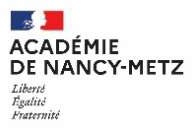 ACADÉMIE
DE NANCY-METZ
Liberté
Égalité
Fraternité